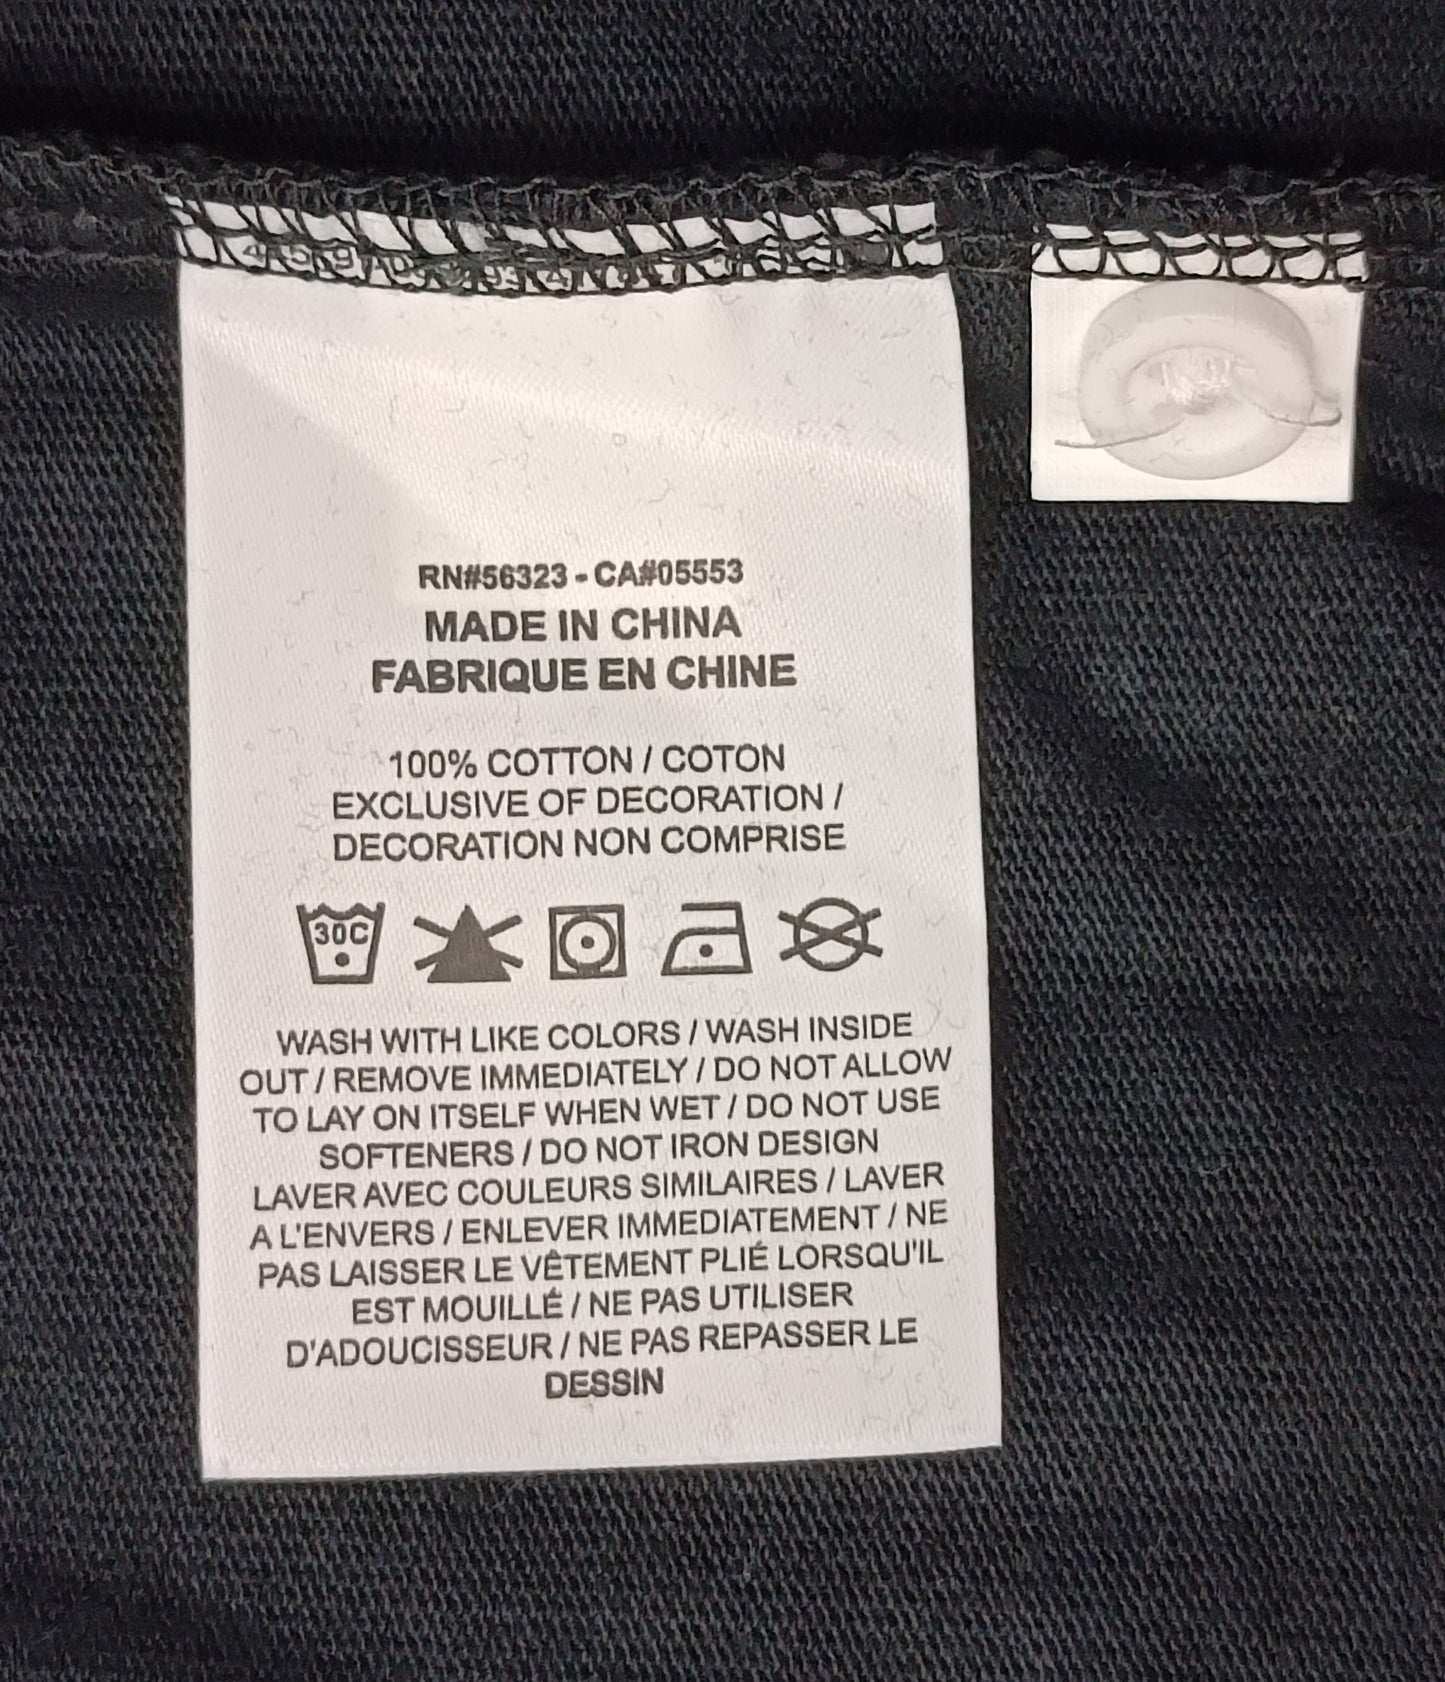 RN#56323 - CA#05553
MADE IN CHINA
FABRIQUE EN CHINE
100% COTTON / COTON
EXCLUSIVE OF DECORATION /
DECORATION NON COMPRISE
30C
WASH WITH LIKE COLORS / WASH INSIDE
OUT / REMOVE IMMEDIATELY / DO NOT ALLOW
TO LAY ON ITSELF WHEN WET / DO NOT USE
SOFTENERS / DO NOT IRON DESIGN
LAVER AVEC COULEURS SIMILAIRES / LAVER
A L'ENVERS / ENLEVER IMMEDIATEMENT / NE
PAS LAISSER LE VÊTEMENT PLIÉ LORSQU'IL
EST MOUILLÉ / NE PAS UTILISER
D'ADOUCISSEUR / NE PAS REPASSER LE
DESSIN